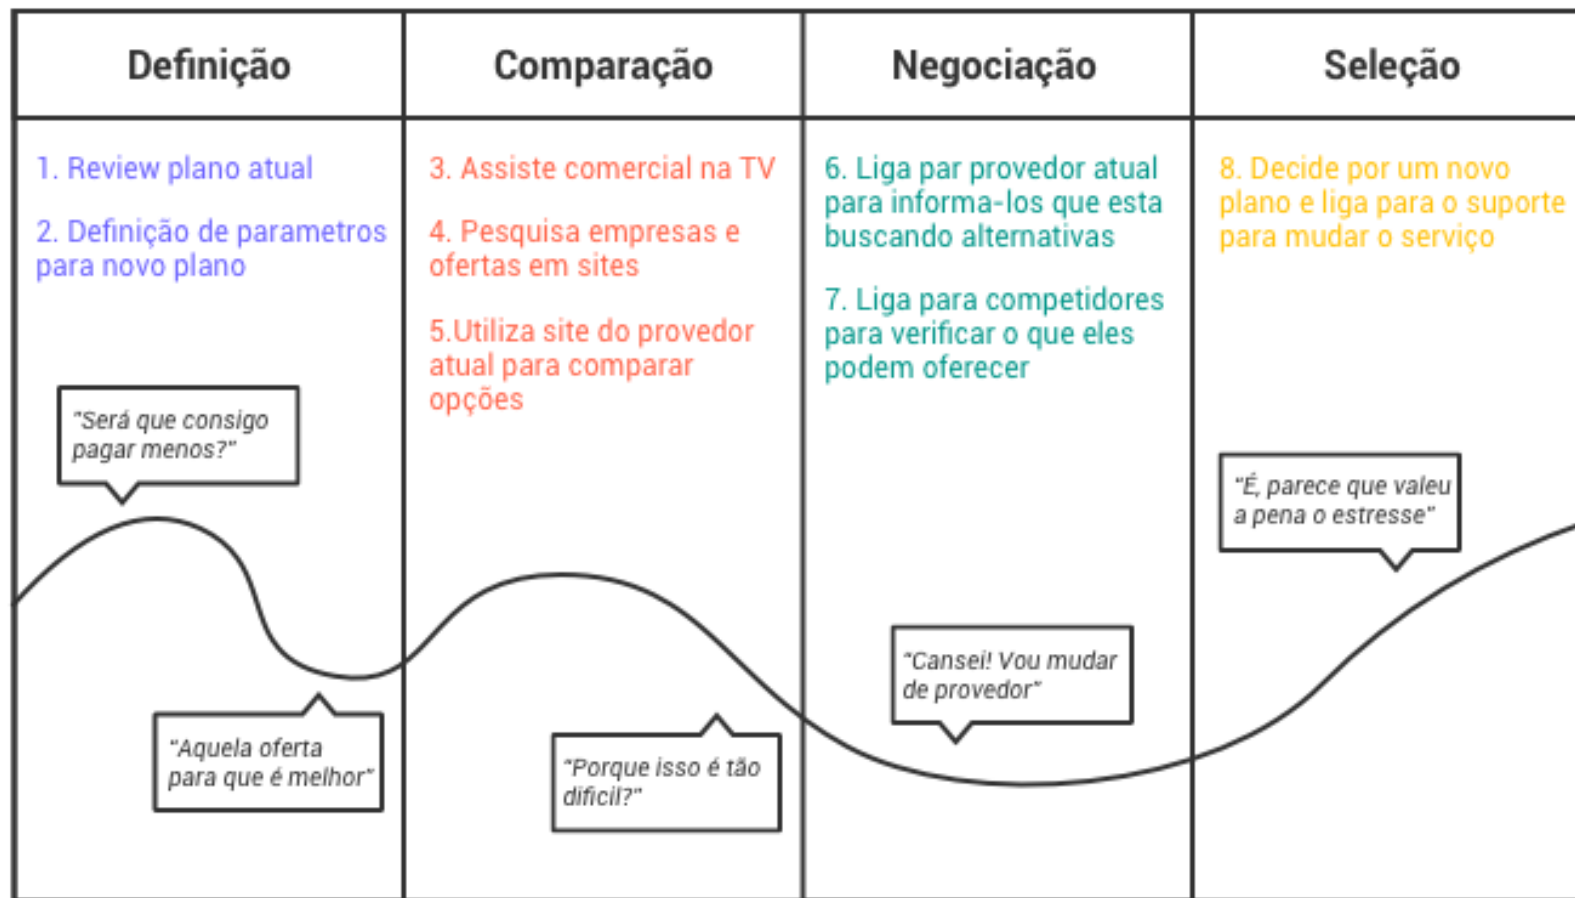 Definição
Comparação
Negociação
Seleção
1. Review plano atual
2. Definição de parametros
para novo plano
3. Assiste comercial na TV
4. Pesquisa empresas e
ofertas em sites
5.Utiliza site do provedor
atual para comparar
opções
6. Liga par provedor atual
para informa-los que esta
buscando alternativas
7. Liga para competidores
para verificar o que eles
podem oferecer
8. Decide por um novo
plano e liga para o suporte
para mudar o serviço
"Será que consigo
pagar menos?"
"Aquela oferta
para que é melhor"
"Porque isso é tão
dificil?"
"Cansei! Vou mudar
de provedor"
"É, parece que valeu
a pena o estresse"